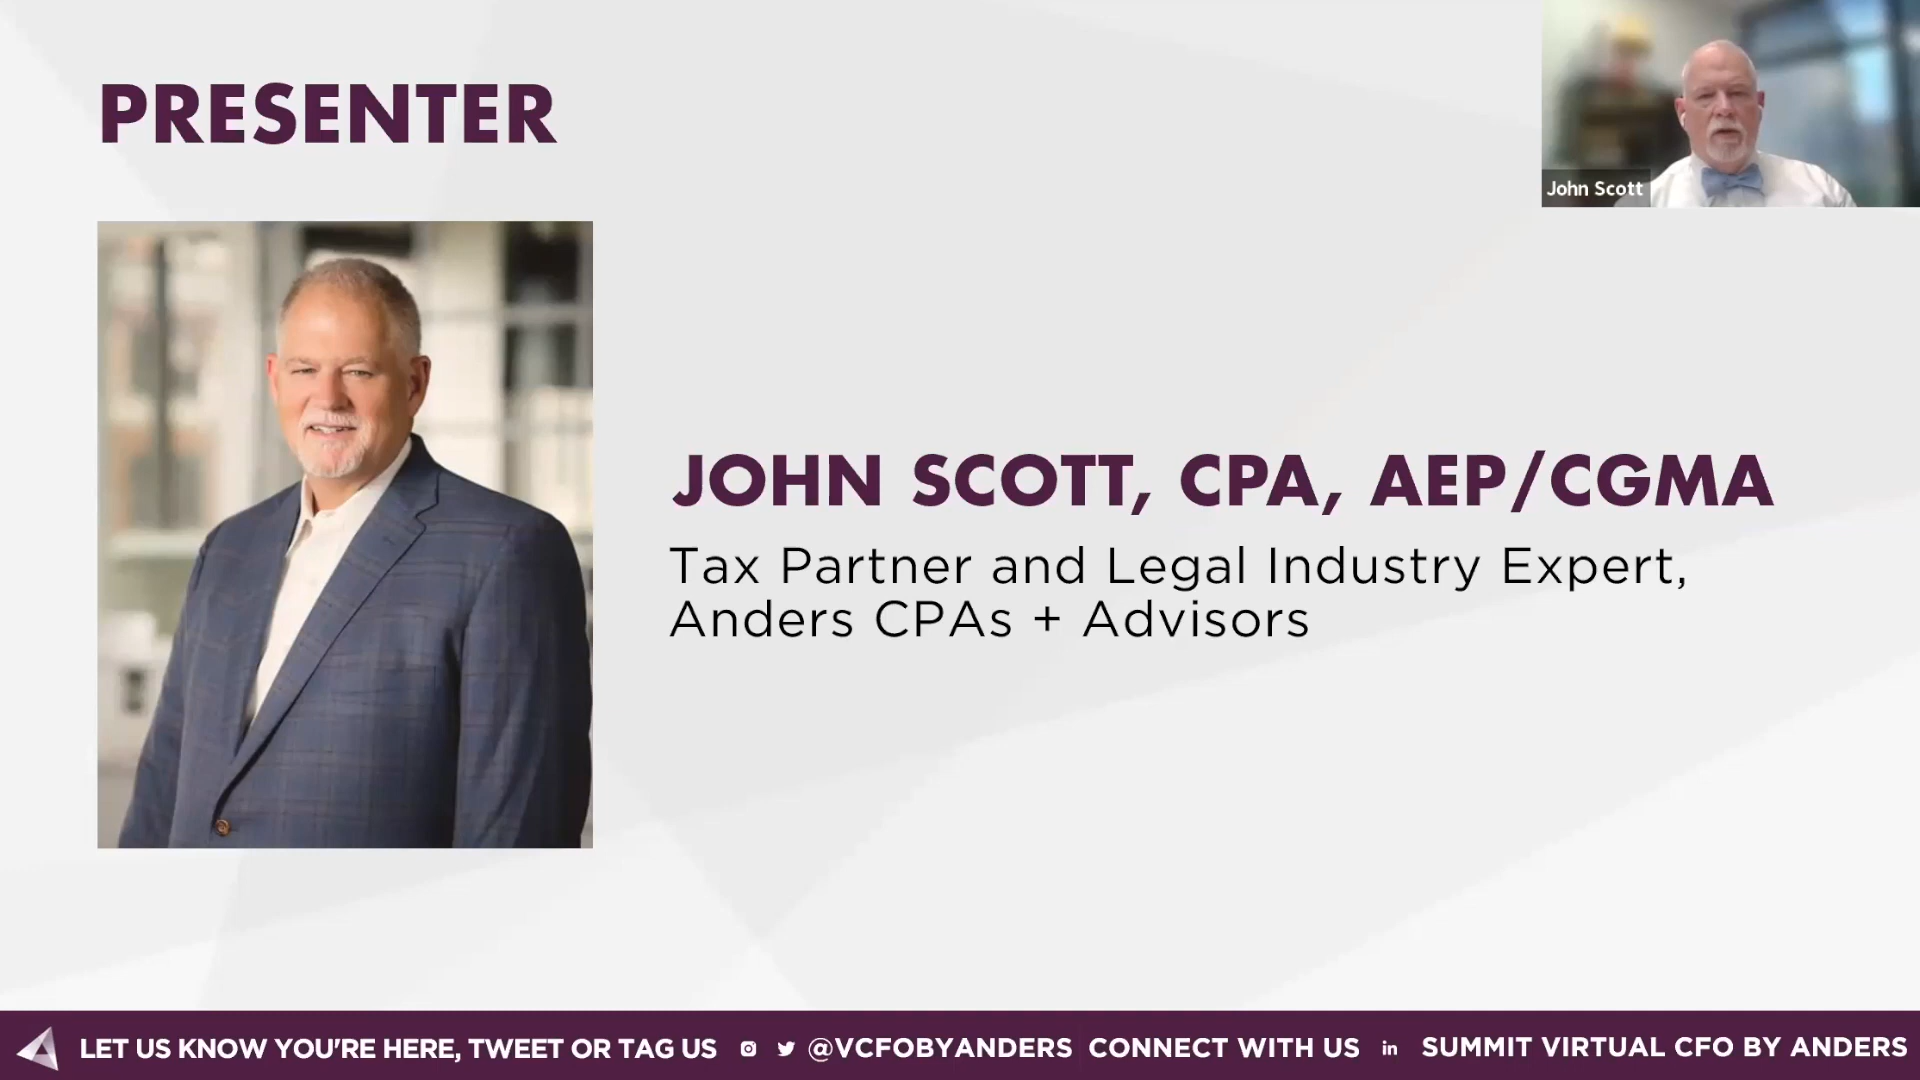 PRESENTER
John Scott
JOHN SCOTT, CPA, AEP/CGMA
Tax Partner and Legal Industry Expert,
Anders CPAs + Advisors
LET US KNOW YOU'RE HERE, TWEET OR TAG US @VCFOBYANDERS CONNECT WITH US in SUMMIT VIRTUAL CFO BY ANDERS